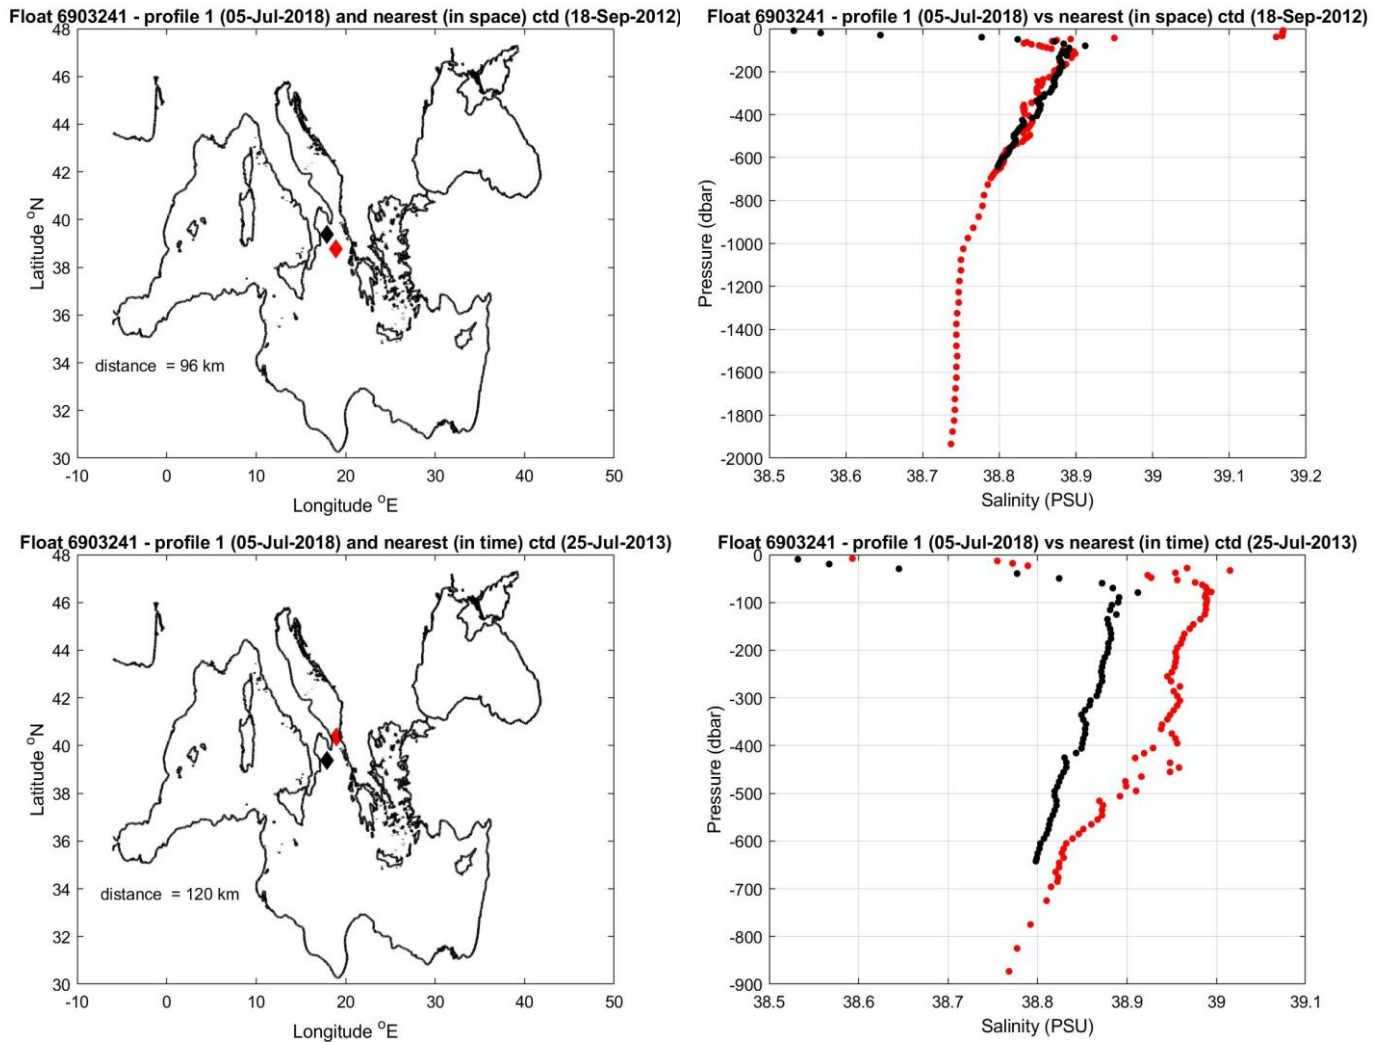 Float 6903241 - profile 1 (05-Jul-2018) and nearest (in space) ctd (18-Sep-2012)
48
46
44
42
40
38
36
34
32
30
Latitude °N
distance = 96 km
-10 0 10 20 30 40 50
Longitude °E
Float 6903241 - profile 1 (05-Jul-2018) vs nearest (in space) ctd (18-Sep-2012)
0
-200
-400
-600
-800
-1000
-1200
-1400
-1600
-1800
-2000
Pressure (dbar)
38.5 38.6 38.7 38.8 38.9 39 39.1 39.2
Salinity (PSU)
Float 6903241 - profile 1 (05-Jul-2018) and nearest (in time) ctd (25-Jul-2013)
48
46
44
42
40
38
36
34
32
30
Latitude °N
distance = 120 km
-10 0 10 20 30 40 50
Longitude °E
Float 6903241 - profile 1 (05-Jul-2018) vs nearest (in time) ctd (25-Jul-2013)
0
-100
-200
-300
-400
-500
-600
-700
-800
-900
Pressure (dbar)
38.5 38.6 38.7 38.8 38.9 39 39.1
Salinity (PSU)